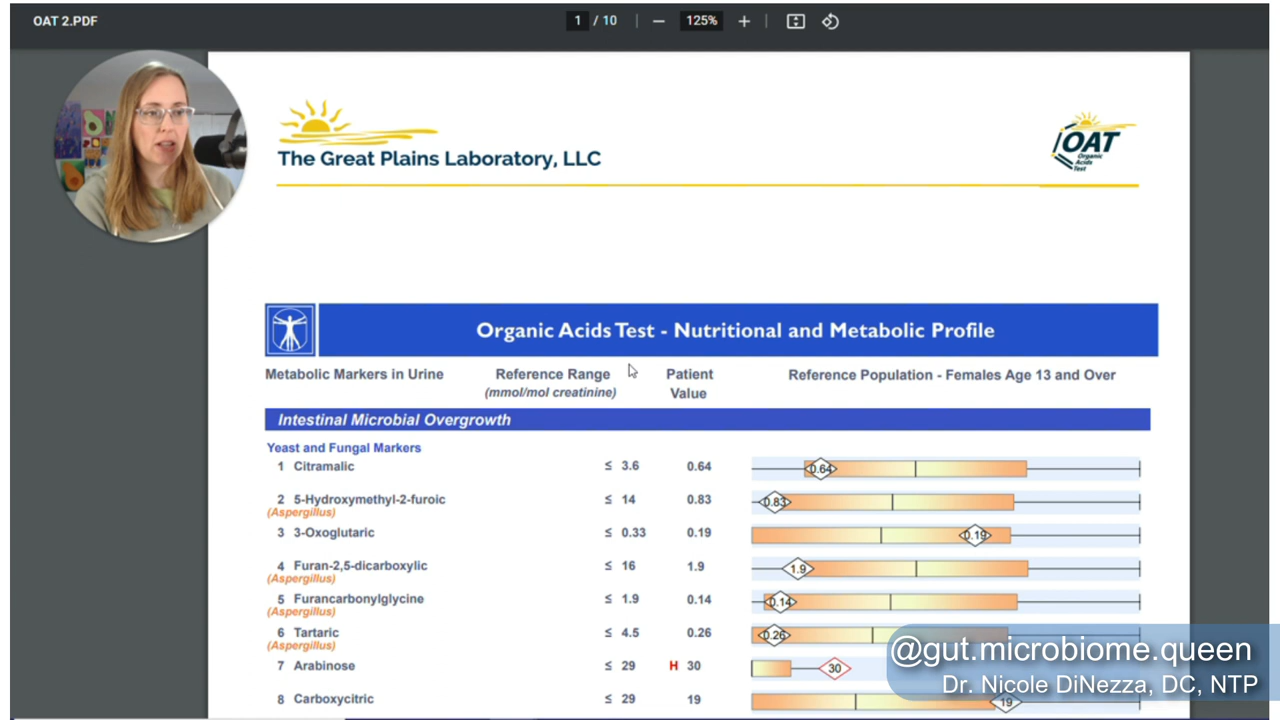 OAT 2.PDF
1 / 10 — 125% +
The Great Plains Laboratory, LLC
OAT
Organic
Acids
Test
Organic Acids Test - Nutritional and Metabolic Profile
Metabolic Markers in Urine Reference Range Patient Reference Population - Females Age 13 and Over
(mmol/mol creatinine) Value
Intestinal Microbial Overgrowth
Yeast and Fungal Markers
1 Citramalic ≤ 3.6 0.64 0.64
2 5-Hydroxymethyl-2-furoic ≤ 14 0.83 0.83
(Aspergillus)
3 3-Oxoglutaric ≤ 0.33 0.19 0.19
4 Furan-2,5-dicarboxylic ≤ 16 1.9 1.9
(Aspergillus)
5 Furancarbonylglycine ≤ 1.9 0.14 0.14
(Aspergillus)
6 Tartaric ≤ 4.5 0.26 0.26
(Aspergillus)
7 Arabinose ≤ 29 H 30 30
8 Carboxycitric ≤ 29 19 19
@gut.microbiome.queen
Dr. Nicole DiNezza, DC, NTP